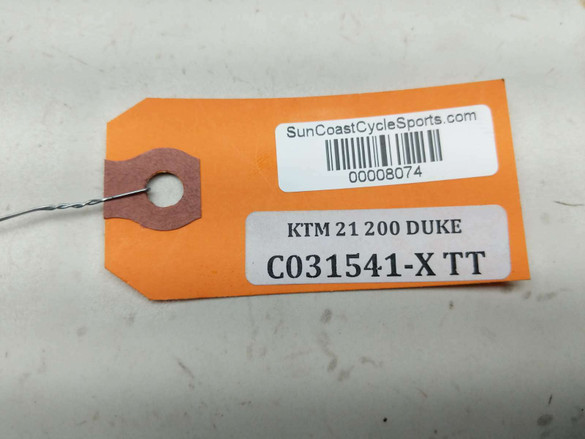 SunCoastCycleSports.com
00008074
KTM 21 200 DUKE
C031541-X TT